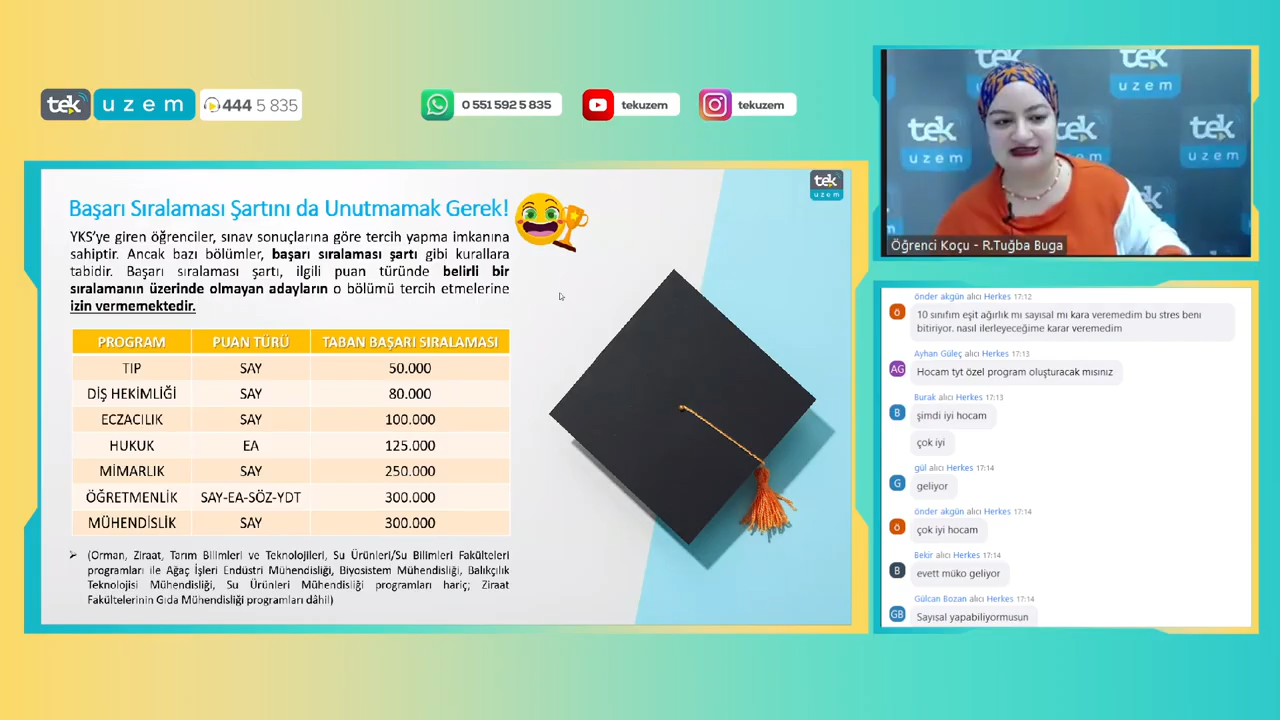 tek uzem 444 5 835
0 551 592 5 835
tekuzem
tekuzem
tek
uzem
Başarı Sıralaması Şartını da Unutmamak Gerek!
YKS'ye giren öğrenciler, sınav sonuçlarına göre tercih yapma imkanına
sahiptir. Ancak bazı bölümler, başarı sıralaması şartı gibi kurallara
tabidir. Başarı sıralaması şartı, ilgili puan türünde belirli bir
sıralamanın üzerinde olmayan adayların o bölümü tercih etmelerine
izin vermemektedir.
PROGRAM PUAN TÜRÜ TABAN BAŞARI SIRALAMASI
TIP SAY 50.000
DİŞ HEKİMLİĞİ SAY 80.000
ECZACILIK SAY 100.000
HUKUK EA 125.000
MİMARLIK SAY 250.000
ÖĞRETMENLİK SAY-EA-SÖZ-YDT 300.000
MÜHENDİSLİK SAY 300.000
(Orman, Ziraat, Tarım Bilimleri ve Teknolojileri, Su Ürünleri/Su Bilimleri Fakülteleri
programları ile Ağaç İşleri Endüstri Mühendisliği, Biyosistem Mühendisliği, Balıkçılık
Teknolojisi Mühendisliği, Su Ürünleri Mühendisliği programları hariç; Ziraat
Fakültelerinin Gıda Mühendisliği programları dâhil)
tek
uzem
tek
uzem
tek
uzem
tek
uzem
Öğrenci Koçu - R.Tuğba Buga
önder akgün alıcı Herkes 17:12
ö
10 sınıfım eşit ağırlık mı sayısal mı kara veremedim bu stres beni
bitiriyor. nasıl ilerleyeceğime karar veremedim
Ayhan Güleç alıcı Herkes 17:13
AG
Hocam tyt özel program oluşturacak mısınız
Burak alıcı Herkes 17:13
B
şimdi iyi hocam
çok iyi
gül alıcı Herkes 17:14
G
geliyor
önder akgün alıcı Herkes 17:14
ö
çok iyi hocam
Bekir alıcı Herkes 17:14
B
evett müko geliyor
Gülcan Bozan alıcı Herkes 17:14
GB
Sayısal yapabiliyormusun